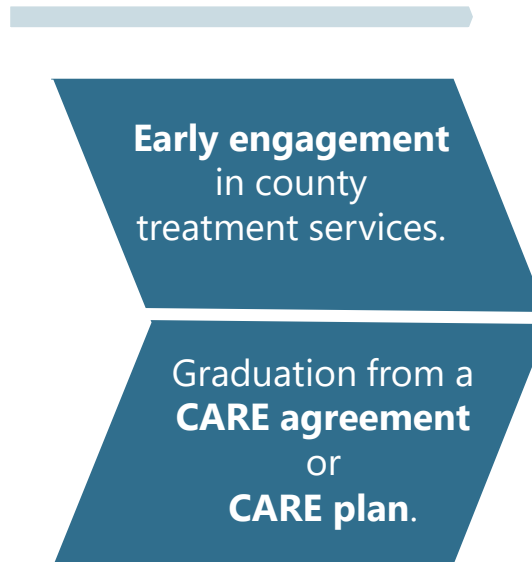 Early engagement
in county
treatment services.
Graduation from a
CARE agreement
or
CARE plan.